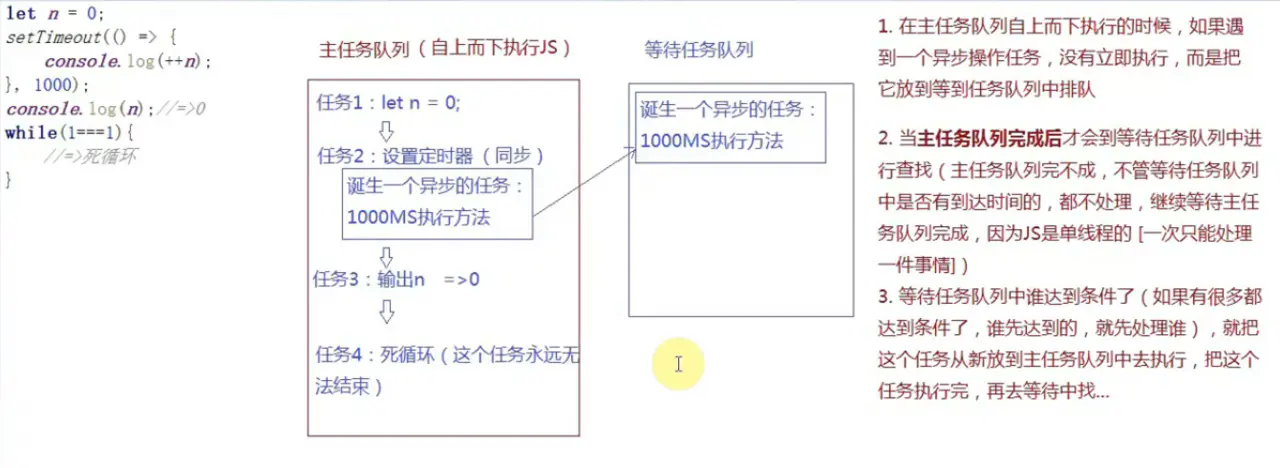 let n = 0;
setTimeout(() => {
console.log(++n);
}, 1000);
console.log(n);//=>0
while(1===1){
//=>死循环
}
主任务队列（自上而下执行JS）
任务1：let n = 0;
任务2：设置定时器（同步）
诞生一个异步的任务：
1000MS执行方法
任务3：输出n =>0
任务4：死循环（这个任务永远无
法结束）
等待任务队列
诞生一个异步的任务：
1000MS执行方法
1. 在主任务队列自上而下执行的时候，如果遇
到一个异步操作任务，没有立即执行，而是把
它放到等到任务队列中排队
2. 当主任务队列完成后才会到等待任务队列中进
行查找（主任务队列完不成，不管等待任务队列
中是否有到达时间的，都不处理，继续等待主任
务队列完成，因为JS是单线程的 [一次只能处理
一件事情]）
3. 等待任务队列中谁达到条件了（如果有很多都
达到条件了，谁先达到的，就先处理谁），就把
这个任务从新放到主任务队列中去执行，把这个
任务执行完，再去等待中找...